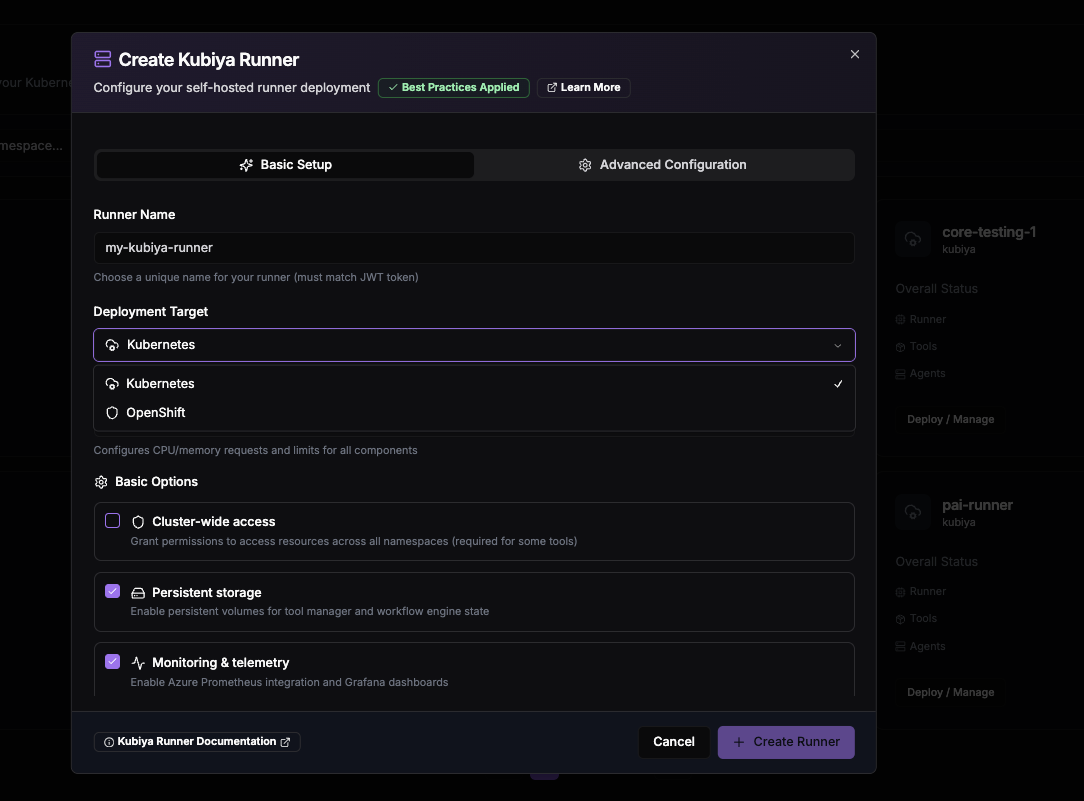 Create Kubiya Runner
Configure your self-hosted runner deployment
Best Practices Applied
Learn More
Basic Setup
Advanced Configuration
Runner Name
my-kubiya-runner
Choose a unique name for your runner (must match JWT token)
Deployment Target
Kubernetes
Kubernetes
OpenShift
Configures CPU/memory requests and limits for all components
Basic Options
Cluster-wide access
Grant permissions to access resources across all namespaces (required for some tools)
Persistent storage
Enable persistent volumes for tool manager and workflow engine state
Monitoring & telemetry
Enable Azure Prometheus integration and Grafana dashboards
Kubiya Runner Documentation
Cancel
Create Runner
your Kuberne
mespace...
core-testing-1
kubiya
Overall Status
Runner
Tools
Agents
Deploy / Manage
pai-runner
kubiya
Overall Status
Runner
Tools
Agents
Deploy / Manage